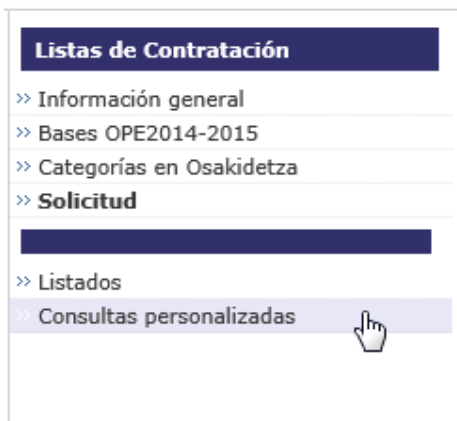 Listas de Contratación
» Información general
» Bases OPE2014-2015
» Categorías en Osakidetza
» Solicitud
» Listados
» Consultas personalizadas